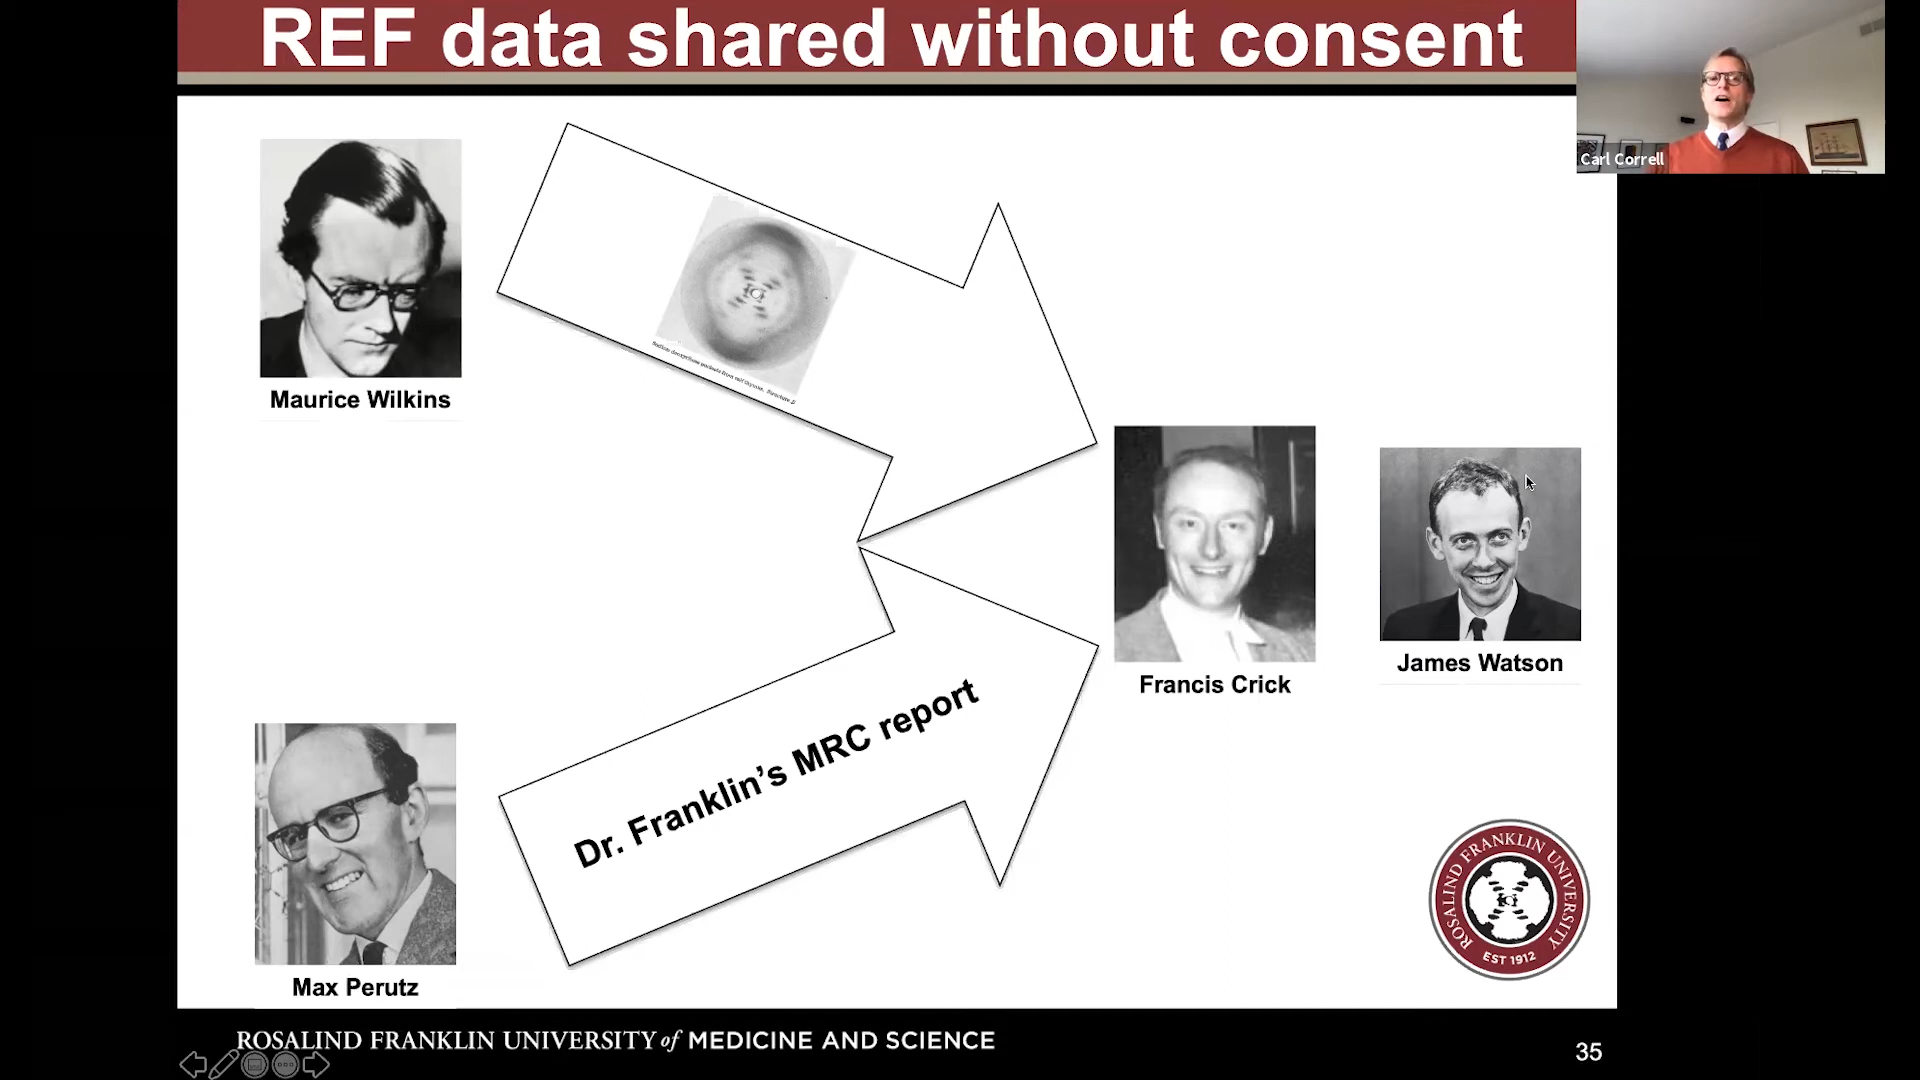 REF data shared without consent
Carl Correll
Maurice Wilkins
Francis Crick
James Watson
Dr. Franklin’s MRC report
Max Perutz
ROSALIND FRANKLIN UNIVERSITY
EST 1912
ROSALIND FRANKLIN UNIVERSITY of MEDICINE AND SCIENCE
35